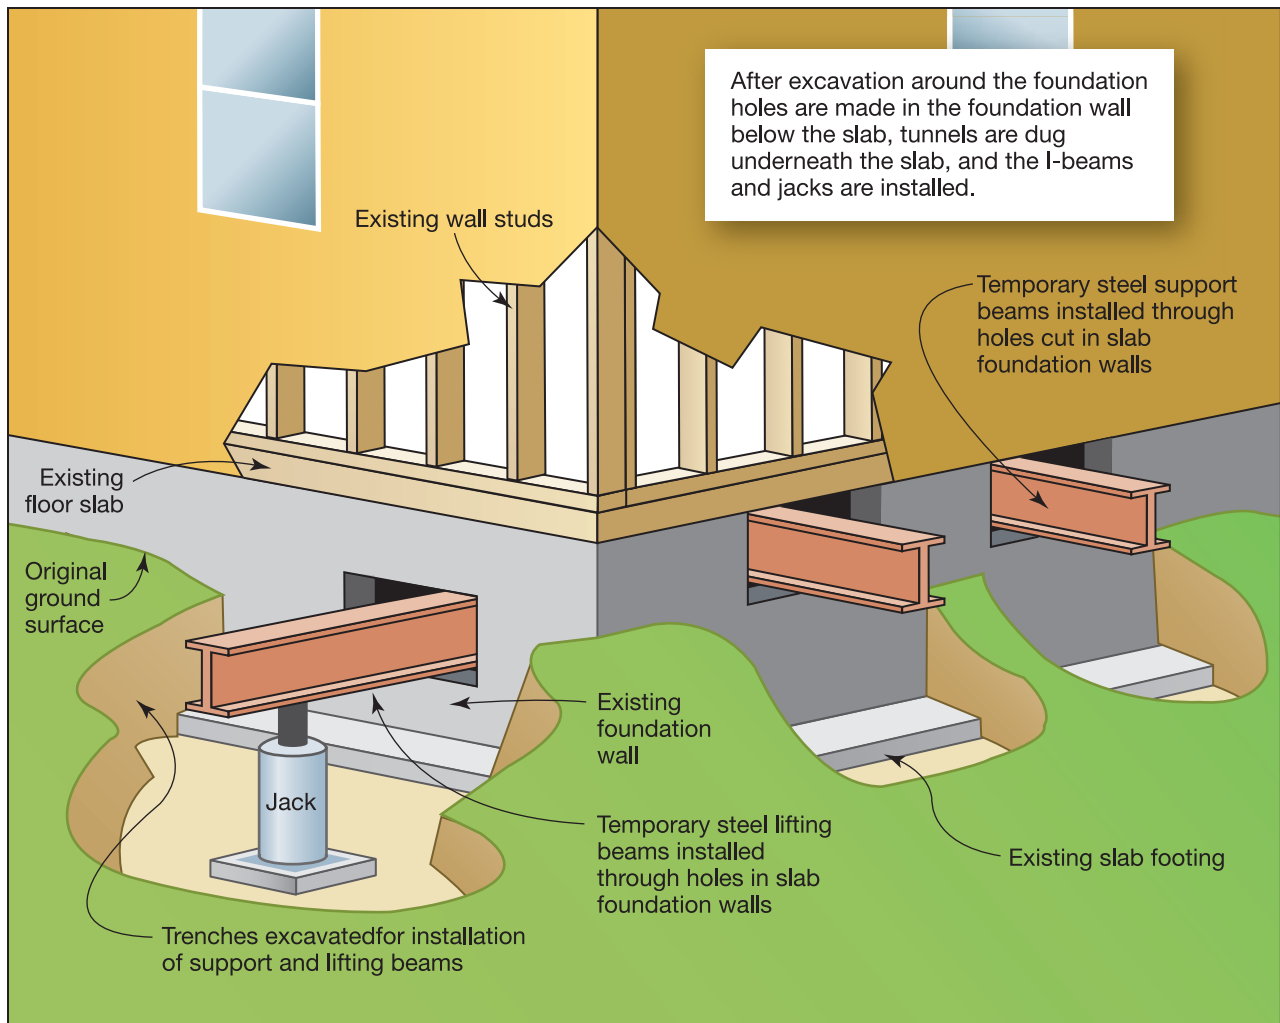 After excavation around the foundation
holes are made in the foundation wall
below the slab, tunnels are dug
underneath the slab, and the I-beams
and jacks are installed.
Existing wall studs
Temporary steel support
beams installed through
holes cut in slab
foundation walls
Existing
floor slab
Original
ground
surface
Existing
foundation
wall
Jack
Temporary steel lifting
beams installed
through holes in slab
foundation walls
Existing slab footing
Trenches excavatedfor installation
of support and lifting beams